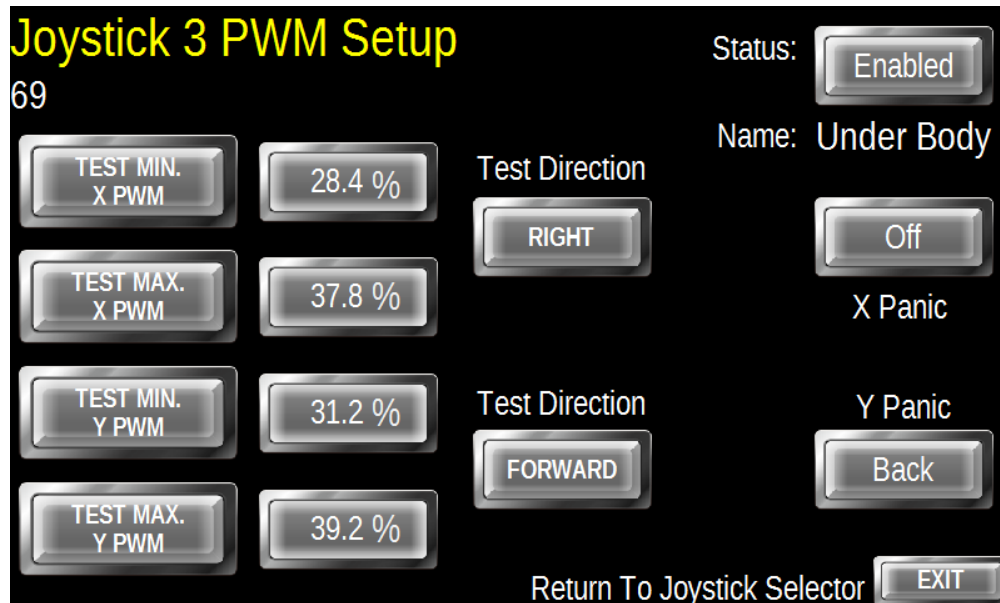 Joystick 3 PWM Setup
69
Status:
Enabled
Name: Under Body
TEST MIN.
X PWM
28.4 %
Test Direction
RIGHT
Off
X Panic
TEST MAX.
X PWM
37.8 %
TEST MIN.
Y PWM
31.2 %
Test Direction
FORWARD
Y Panic
Back
TEST MAX.
Y PWM
39.2 %
Return To Joystick Selector
EXIT